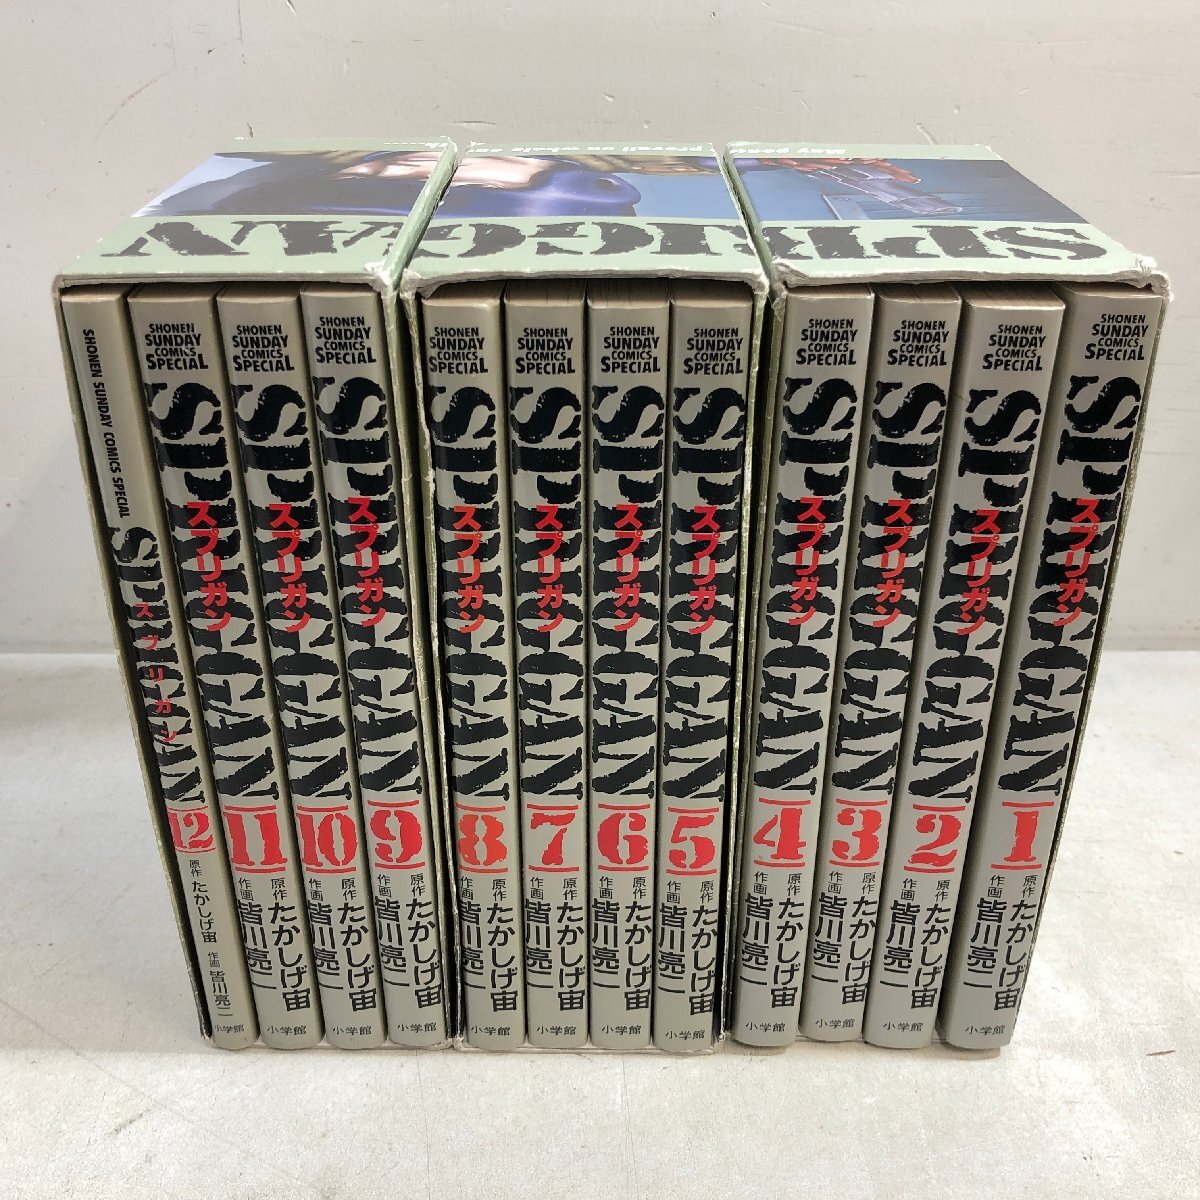 SPRIGGAN
May peac
prevail on whole ea
SHONEN SUNDAY COMICS SPECIAL
SPRIGGAN
スプリガン
12
原作 たかしげ宙
作画 皆川亮二
小学館
SHONEN
SUNDAY
COMICS
SPECIAL
SPRIGGAN
スプリガン
11
原作 たかしげ宙
作画 皆川亮二
小学館
SHONEN
SUNDAY
COMICS
SPECIAL
SPRIGGAN
スプリガン
10
原作 たかしげ宙
作画 皆川亮二
小学館
SHONEN
SUNDAY
COMICS
SPECIAL
SPRIGGAN
スプリガン
9
原作 たかしげ宙
作画 皆川亮二
小学館
SHONEN
SUNDAY
COMICS
SPECIAL
SPRIGGAN
スプリガン
8
原作 たかしげ宙
作画 皆川亮二
小学館
SHONEN
SUNDAY
COMICS
SPECIAL
SPRIGGAN
スプリガン
7
原作 たかしげ宙
作画 皆川亮二
小学館
SHONEN
SUNDAY
COMICS
SPECIAL
SPRIGGAN
スプリガン
6
原作 たかしげ宙
作画 皆川亮二
小学館
SHONEN
SUNDAY
COMICS
SPECIAL
SPRIGGAN
スプリガン
5
原作 たかしげ宙
作画 皆川亮二
小学館
SHONEN
SUNDAY
COMICS
SPECIAL
SPRIGGAN
スプリガン
4
原作 たかしげ宙
作画 皆川亮二
小学館
SHONEN
SUNDAY
COMICS
SPECIAL
SPRIGGAN
スプリガン
3
原作 たかしげ宙
作画 皆川亮二
小学館
SHONEN
SUNDAY
COMICS
SPECIAL
SPRIGGAN
スプリガン
2
原作 たかしげ宙
作画 皆川亮二
小学館
SHONEN
SUNDAY
COMICS
SPECIAL
SPRIGGAN
スプリガン
1
原作 たかしげ宙
作画 皆川亮二
小学館